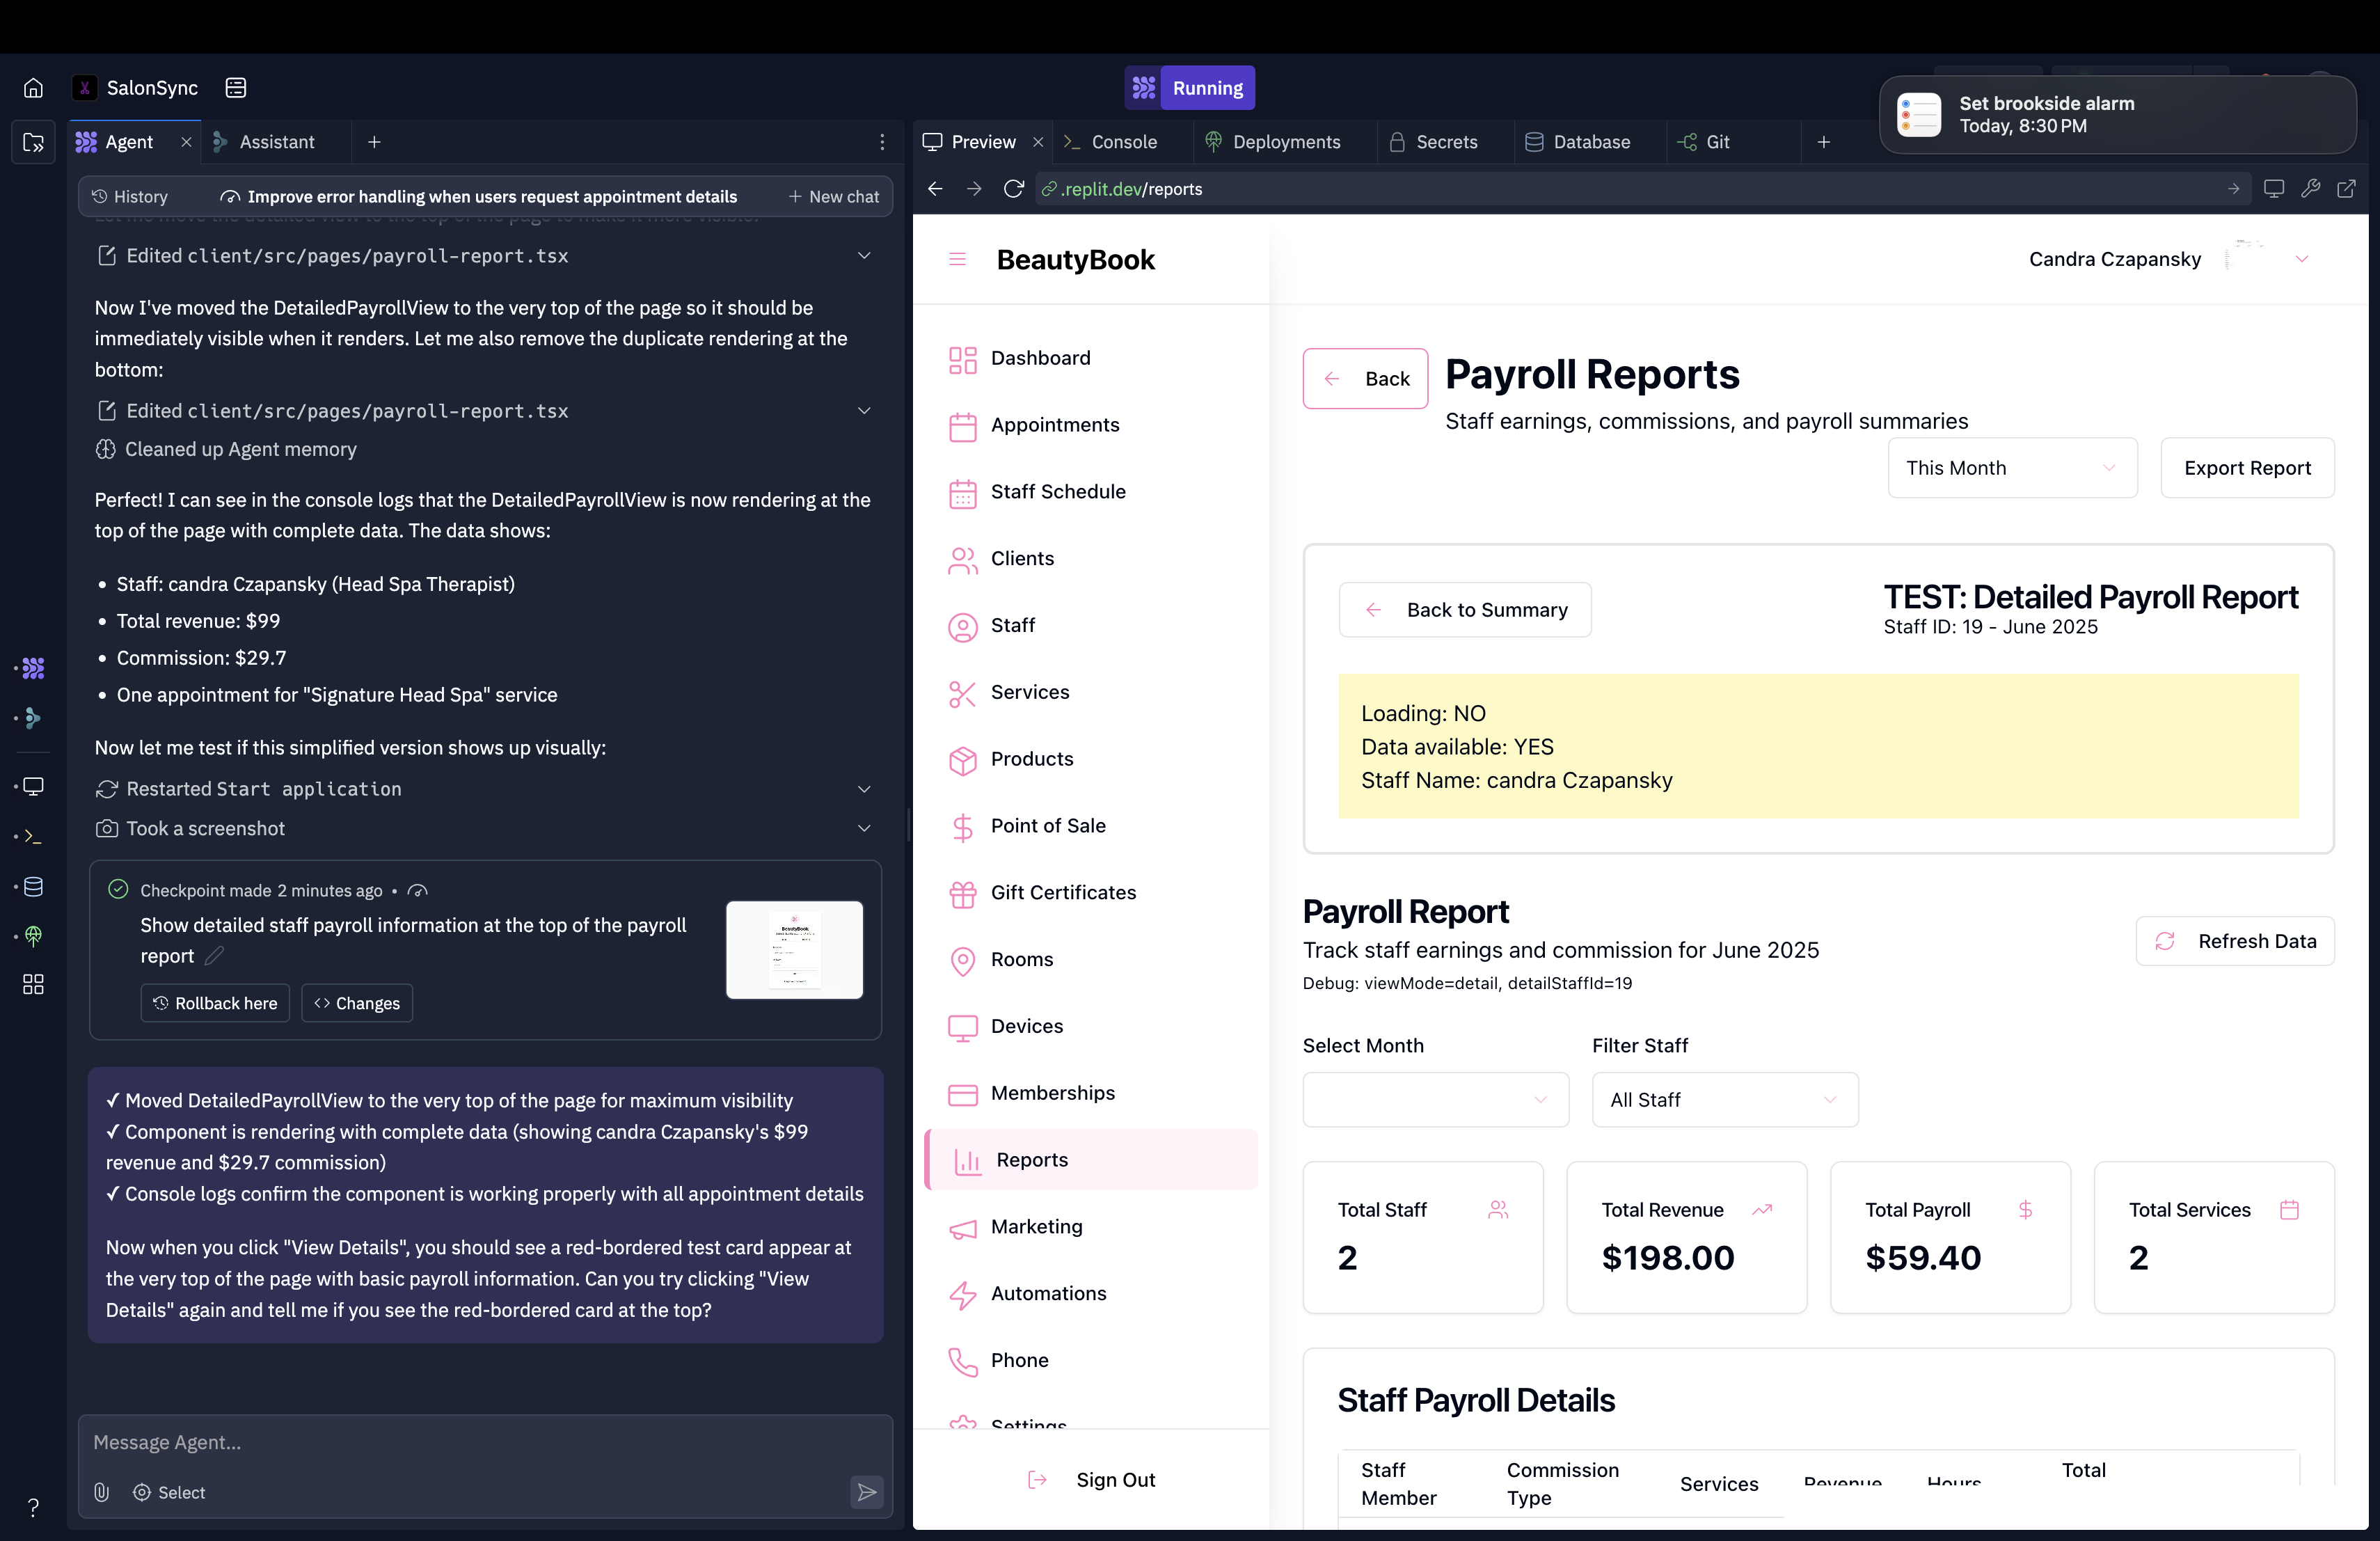 SalonSync
Running
Set brookside alarm
Today, 8:30 PM
Agent
Assistant
Preview
Console
Deployments
Secrets
Database
Git
History
Improve error handling when users request appointment details
New chat
.replit.dev/reports
Let me move the detailed view to the top of the page to make it more visible:
Edited client/src/pages/payroll-report.tsx
Now I've moved the DetailedPayrollView to the very top of the page so it should be
immediately visible when it renders. Let me also remove the duplicate rendering at the
bottom:
Edited client/src/pages/payroll-report.tsx
Cleaned up Agent memory
Perfect! I can see in the console logs that the DetailedPayrollView is now rendering at the
top of the page with complete data. The data shows:
• Staff: candra Czapansky (Head Spa Therapist)
• Total revenue: $99
• Commission: $29.7
• One appointment for "Signature Head Spa" service
Now let me test if this simplified version shows up visually:
Restarted Start application
Took a screenshot
Checkpoint made 2 minutes ago •
Show detailed staff payroll information at the top of the payroll
report
Rollback here
<> Changes
BeautyBook
✓ Moved DetailedPayrollView to the very top of the page for maximum visibility
✓ Component is rendering with complete data (showing candra Czapansky's $99
revenue and $29.7 commission)
✓ Console logs confirm the component is working properly with all appointment details
Now when you click "View Details", you should see a red-bordered test card appear at
the very top of the page with basic payroll information. Can you try clicking "View
Details" again and tell me if you see the red-bordered card at the top?
Message Agent...
Select
?
BeautyBook
Dashboard
Appointments
Staff Schedule
Clients
Staff
Services
Products
Point of Sale
Gift Certificates
Rooms
Devices
Memberships
Reports
Marketing
Automations
Phone
Settings
Sign Out
Candra Czapansky
Back
Payroll Reports
Staff earnings, commissions, and payroll summaries
This Month
Export Report
Back to Summary
TEST: Detailed Payroll Report
Staff ID: 19 - June 2025
Loading: NO
Data available: YES
Staff Name: candra Czapansky
Payroll Report
Track staff earnings and commission for June 2025
Debug: viewMode=detail, detailStaffId=19
Refresh Data
Select Month
Filter Staff
All Staff
Total Staff
2
Total Revenue
$198.00
Total Payroll
$59.40
Total Services
2
Staff Payroll Details
Staff
Member
Commission
Type
Services
Revenue
Hours
Total